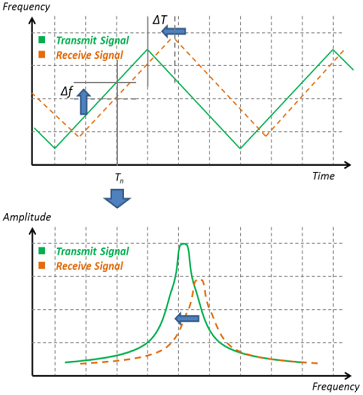 Frequency
ΔT
Transmit Signal
Receive Signal
Δf
Tn
Time
Amplitude
Transmit Signal
Receive Signal
Frequency